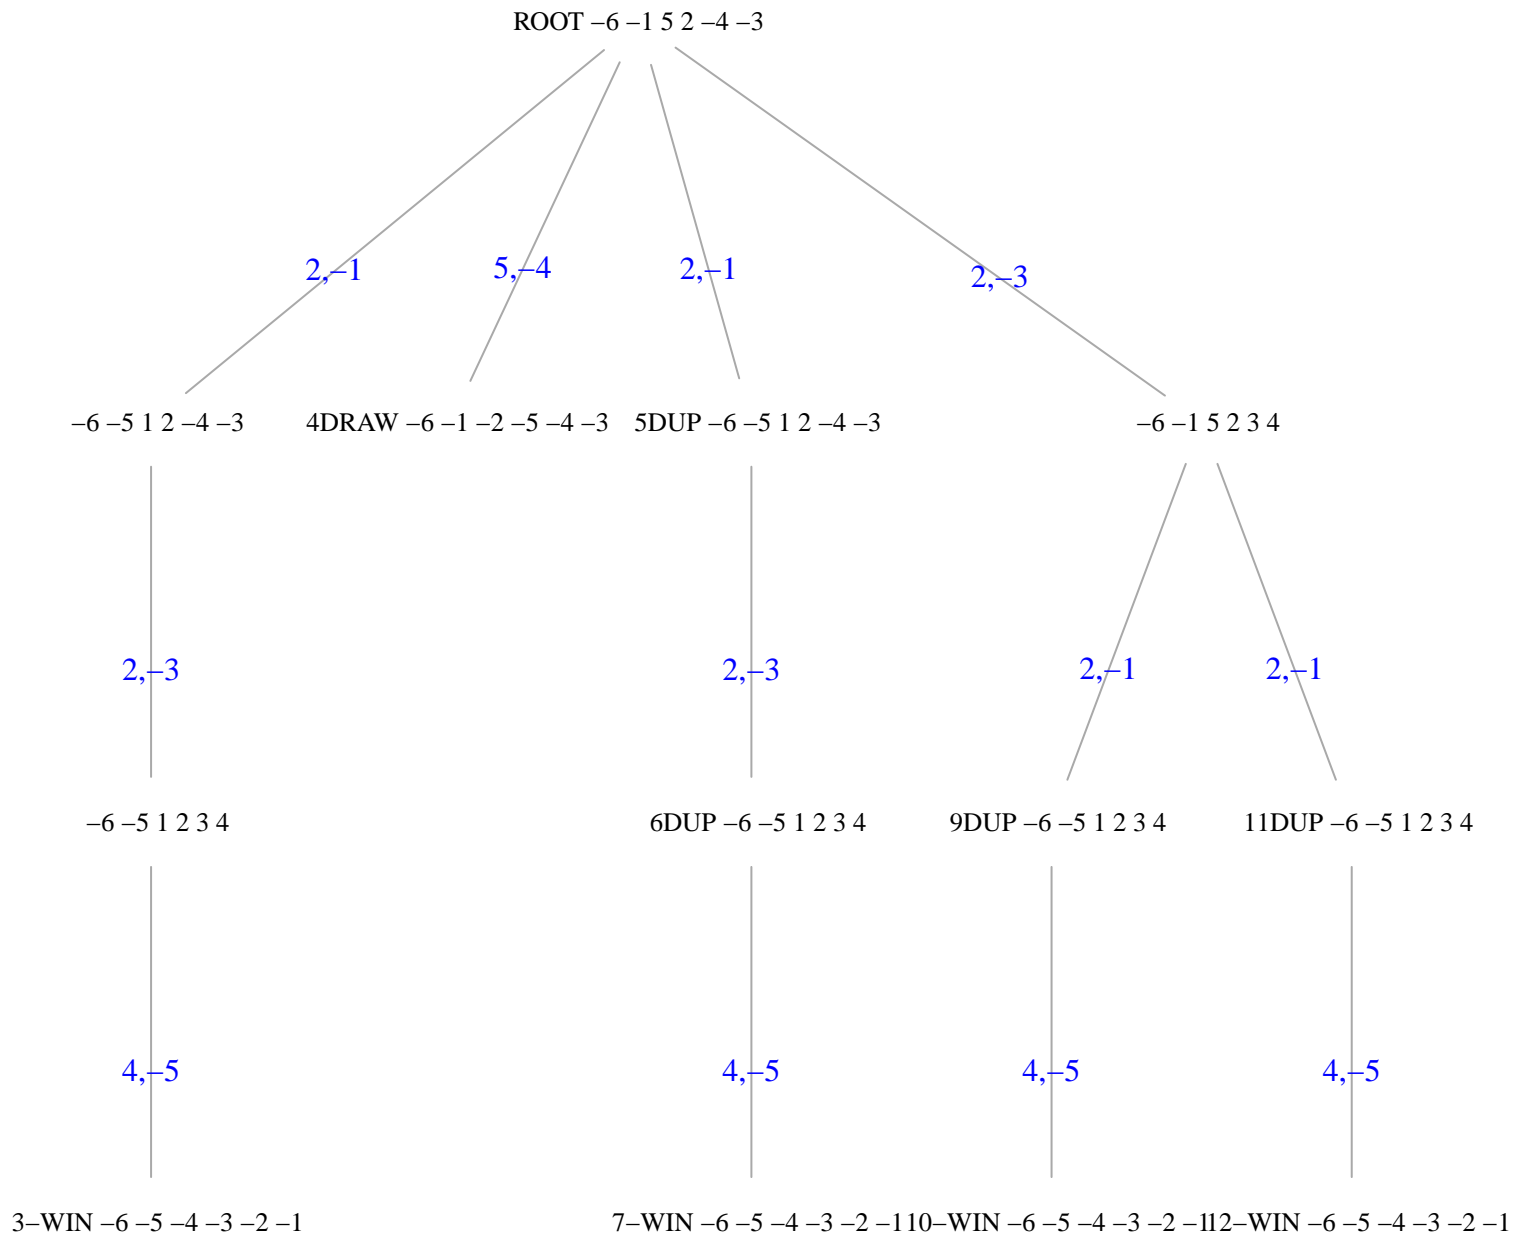 ROOT –6 –1 5 2 –4 –3
2,–1 5,–4 2,–1 2,–3
–6 –5 1 2 –4 –3 4DRAW –6 –1 –2 –5 –4 –3 5DUP –6 –5 1 2 –4 –3 –6 –1 5 2 3 4
2,–3 2,–3 2,–1 2,–1
–6 –5 1 2 3 4 6DUP –6 –5 1 2 3 4 9DUP –6 –5 1 2 3 4 11DUP –6 –5 1 2 3 4
4,–5 4,–5 4,–5 4,–5
3–WIN –6 –5 –4 –3 –2 –1 7–WIN –6 –5 –4 –3 –2 –1 10–WIN –6 –5 –4 –3 –2 –1 12–WIN –6 –5 –4 –3 –2 –1